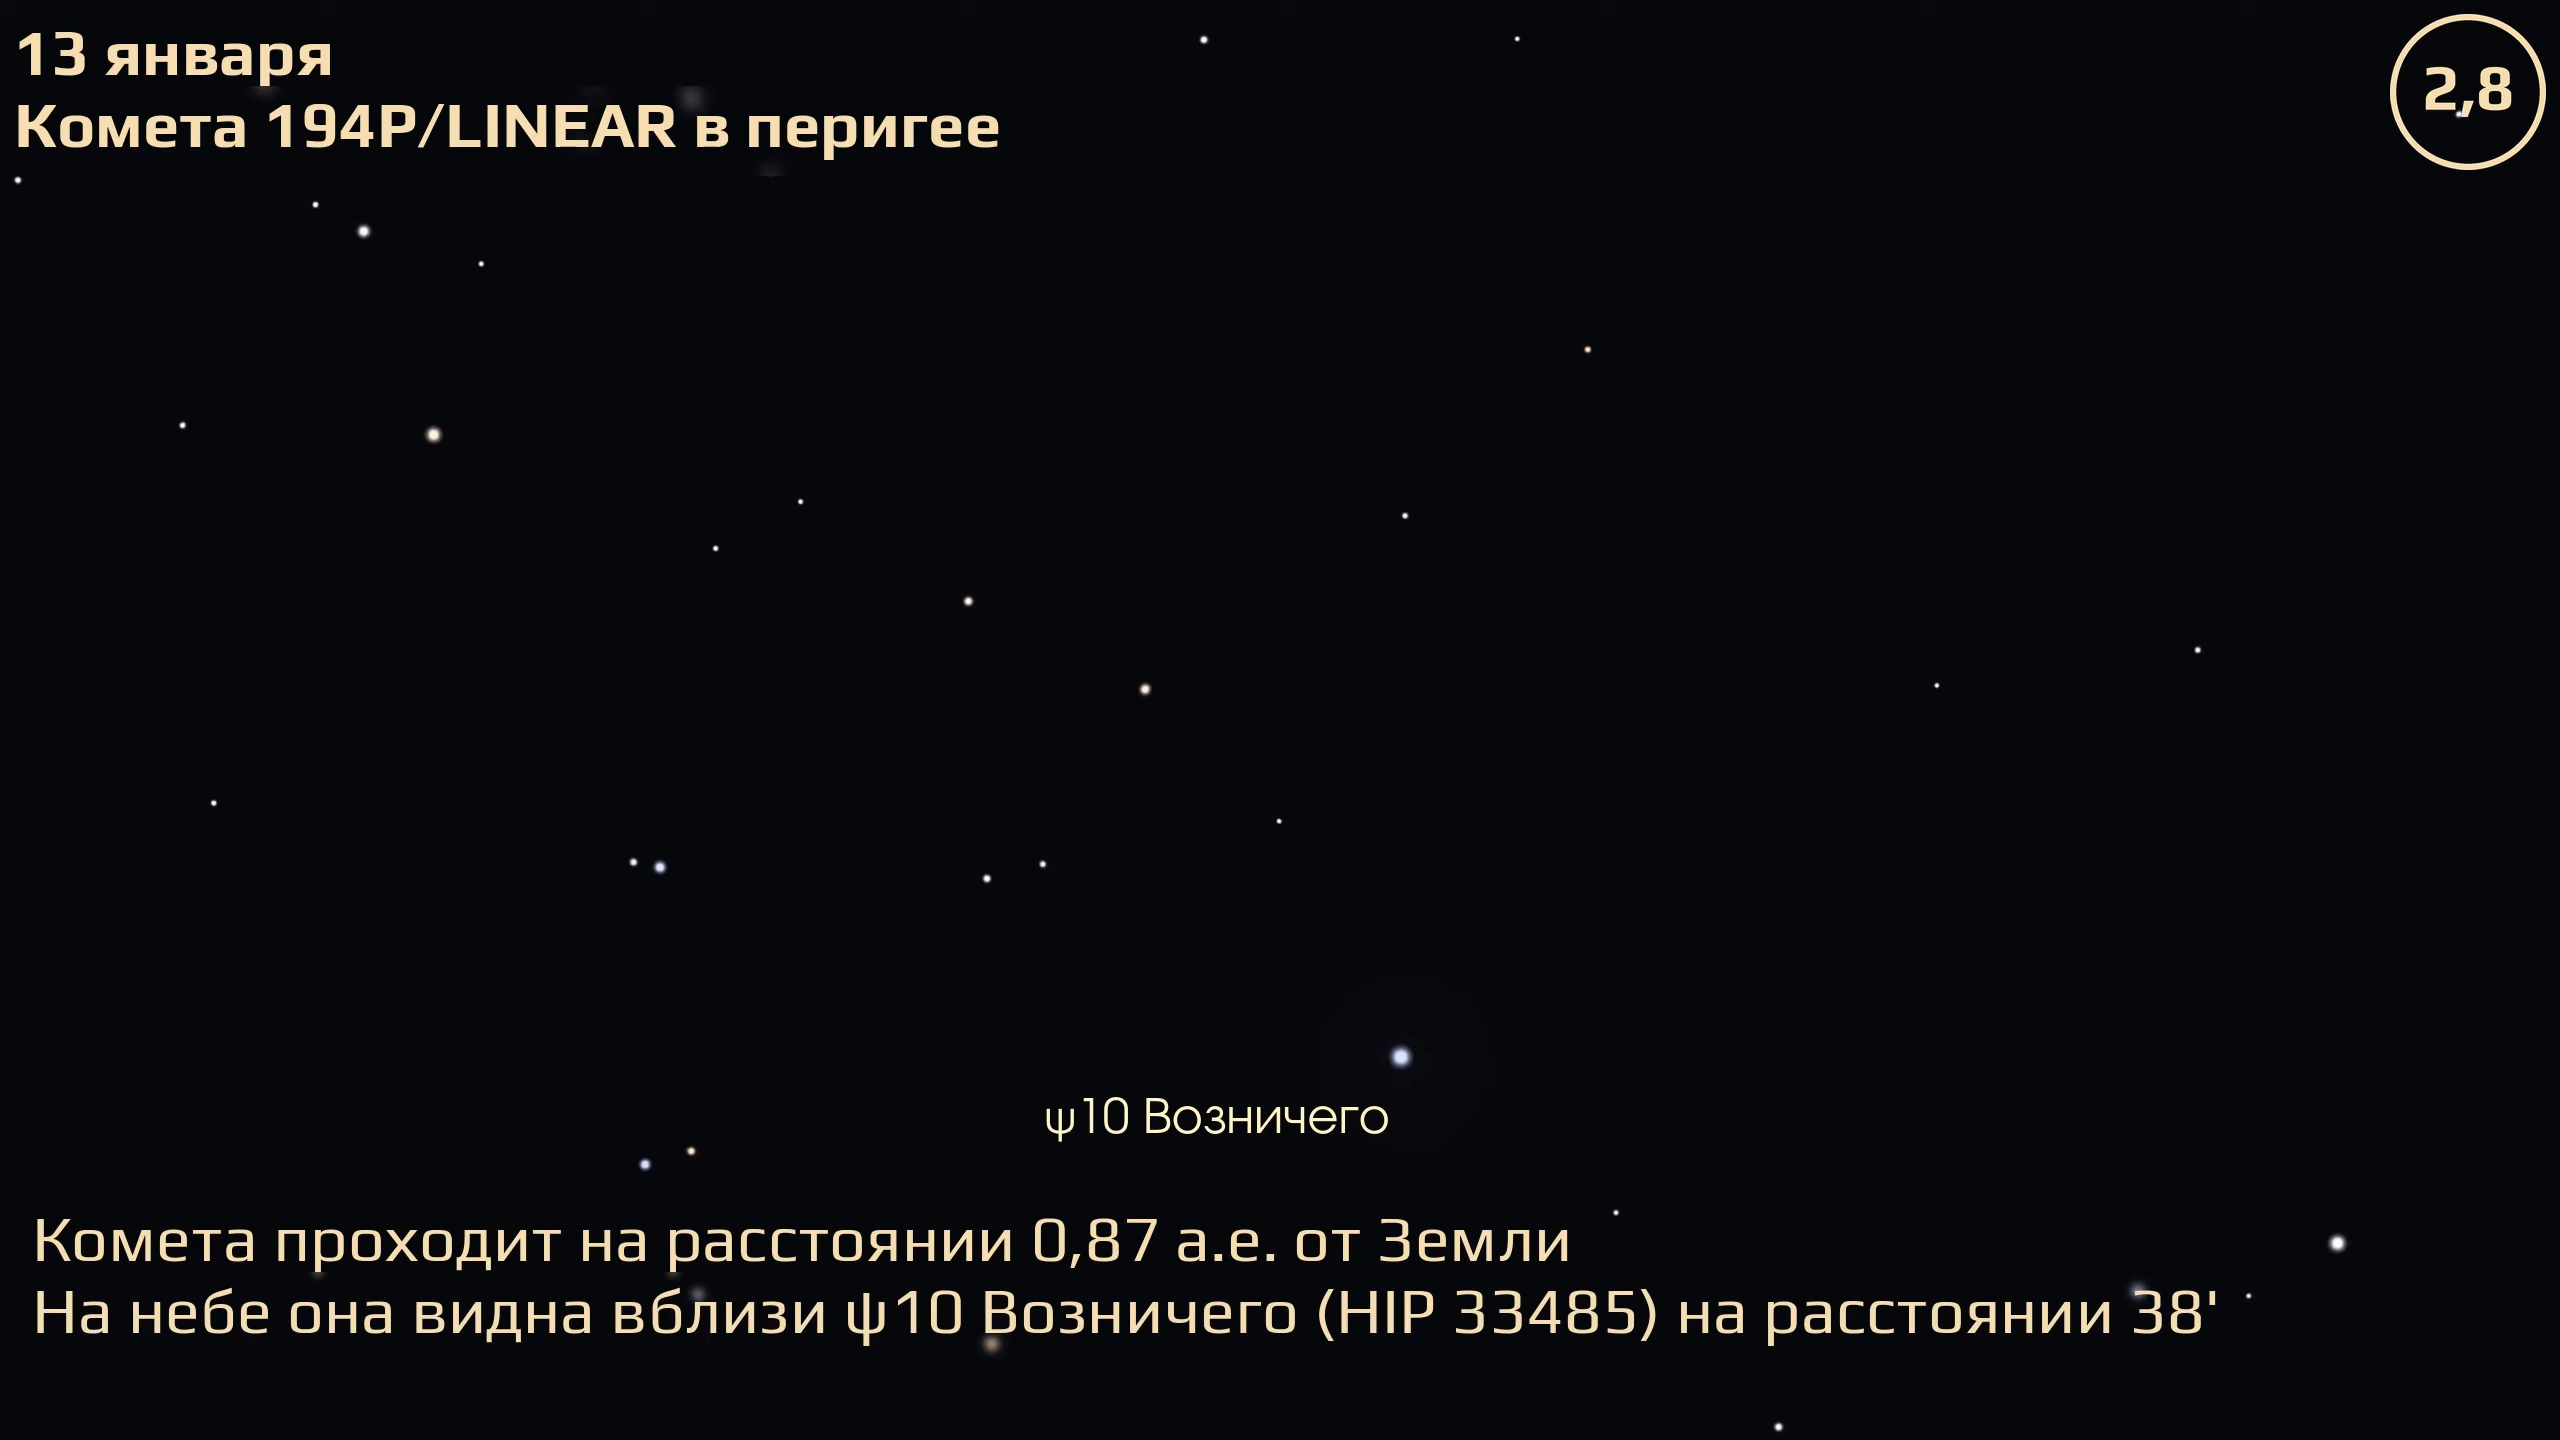 13 января
Комета 194P/LINEAR в перигее
2,8
ψ10 Возничего
Комета проходит на расстоянии 0,87 а.е. от Земли
На небе она видна вблизи ψ10 Возничего (HIP 33485) на расстоянии 38'